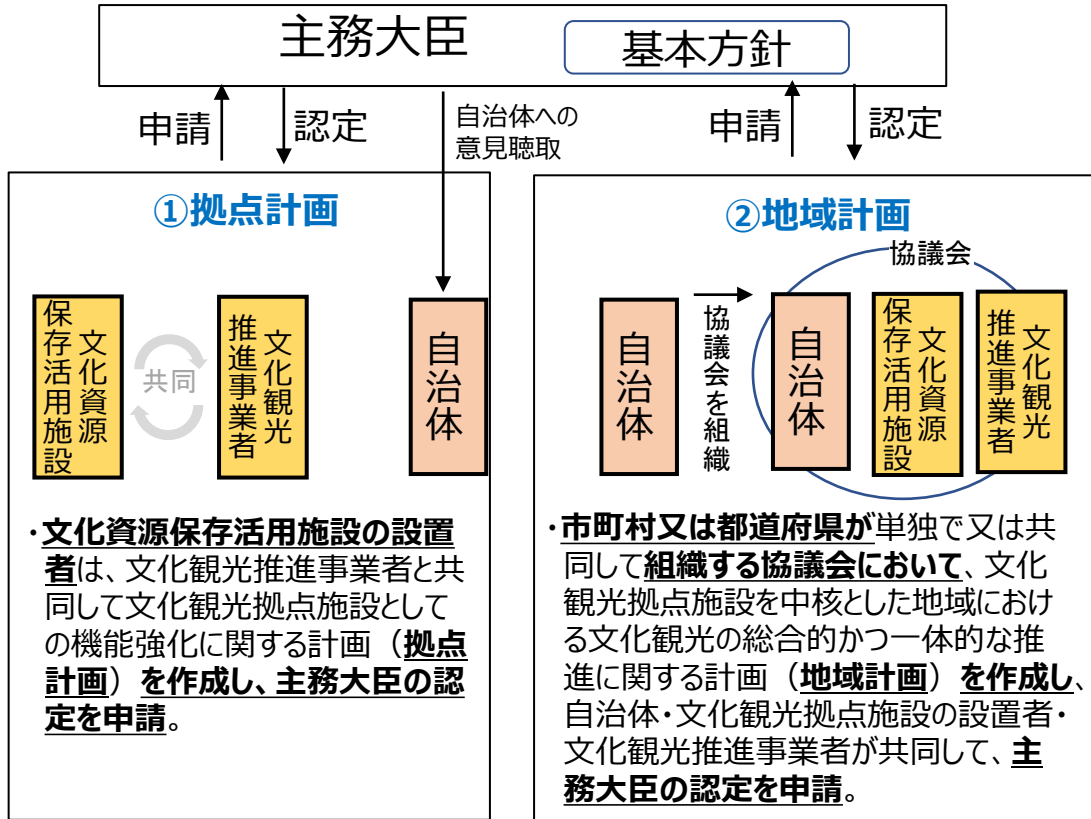 主務大臣
基本方針
申請
認定
自治体への
意見聴取
申請
認定
①拠点計画
文化資源
保存活用施設
共同
文化観光
推進事業者
自治体
・文化資源保存活用施設の設置
者は、文化観光推進事業者と共
同して文化観光拠点施設として
の機能強化に関する計画（拠点
計画）を作成し、主務大臣の認
定を申請。
②地域計画
協議会
自治体
協議会を組織
自治体
文化資源
保存活用施設
文化観光
推進事業者
・市町村又は都道府県が単独で又は共
同して組織する協議会において、文化
観光拠点施設を中核とした地域におけ
る文化観光の総合的かつ一体的な推
進に関する計画（地域計画）を作成し、
自治体・文化観光拠点施設の設置者・
文化観光推進事業者が共同して、主
務大臣の認定を申請。